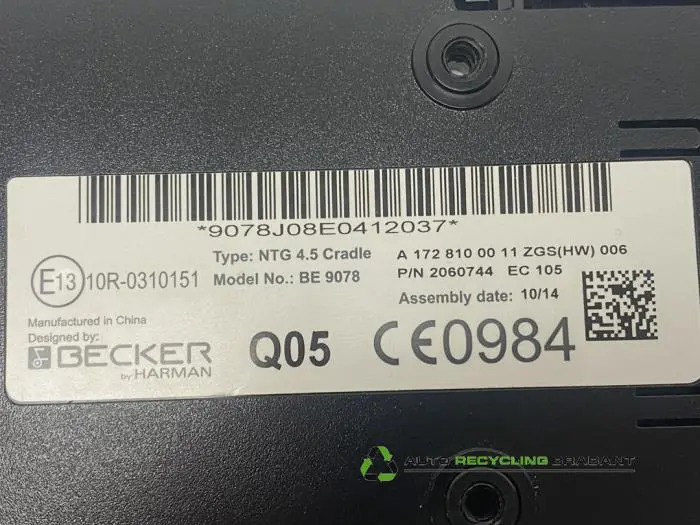 *9078J08E0412037*
Type: NTG 4.5 Cradle
A 172 810 00 11 ZGS(HW) 006
E13 10R-0310151
Model No.: BE 9078
P/N 2060744 EC 105
Assembly date: 10/14
Manufactured in China
Designed by:
BECKER
by HARMAN
Q05
CE0984
AUTO RECYCLING BRABANT